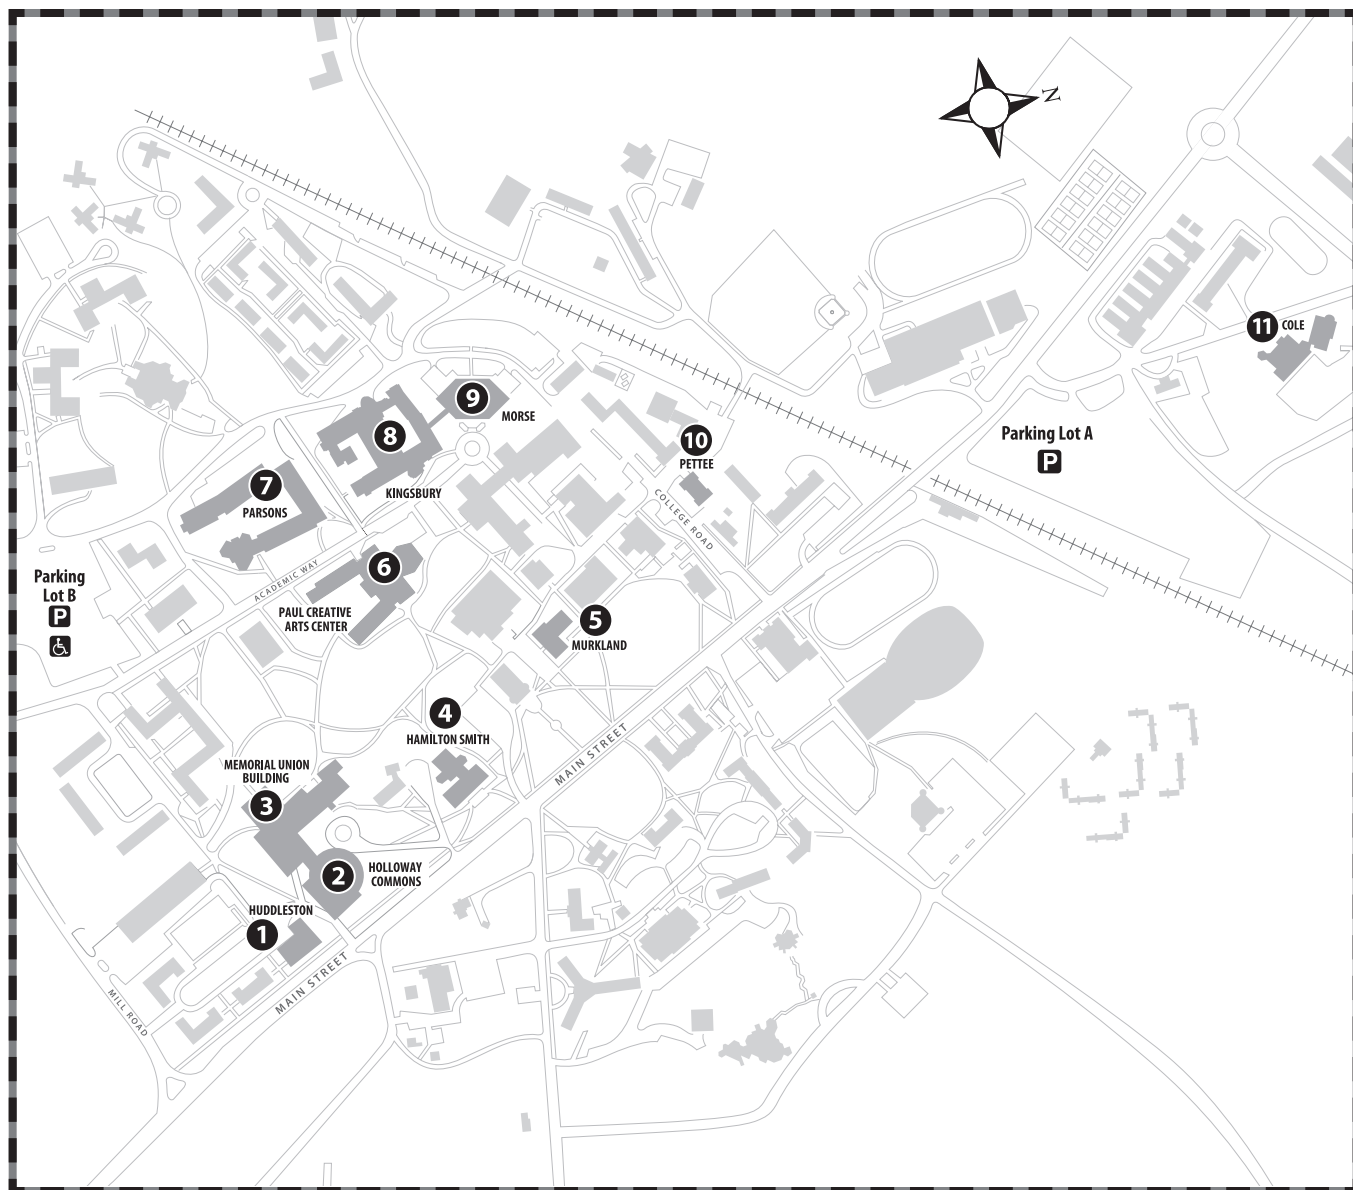 N
11 COLE
Parking Lot A
P
9
MORSE
8
KINGSBURY
10
PETTEE
COLLEGE ROAD
7
PARSONS
ACADEMIC WAY
6
PAUL CREATIVE
ARTS CENTER
Parking
Lot B
P
5
MURKLAND
4
HAMILTON SMITH
MAIN STREET
MEMORIAL UNION
BUILDING
3
2
HOLLOWAY
COMMONS
HUDDLESTON
1
MAIN STREET
MILL ROAD